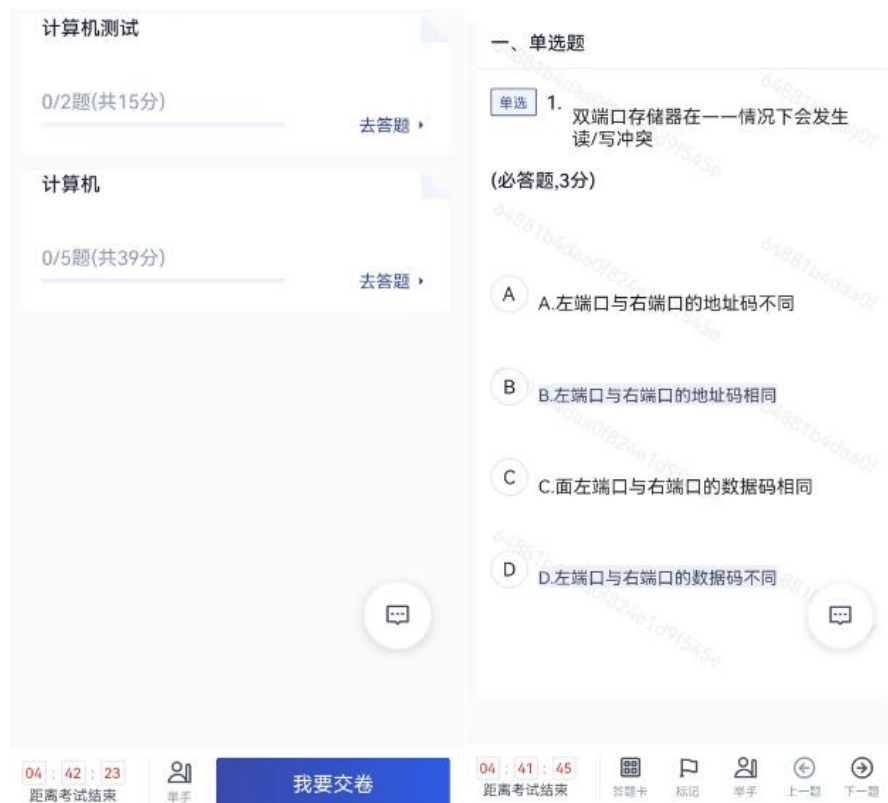 计算机测试
0/2题(共15分)
去答题
计算机
0/5题(共39分)
去答题
04 : 42 : 23
距离考试结束
举手
我要交卷
一、单选题
单选 1.
双端口存储器在一一情况下会发生
读/写冲突
(必答题,3分)
A
A.左端口与右端口的地址码不同
B
B.左端口与右端口的地址码相同
C
C.面左端口与右端口的数据码相同
D
D.左端口与右端口的数据码不同
04 : 41 : 45
距离考试结束
答题卡
标记
举手
上一题
下一题